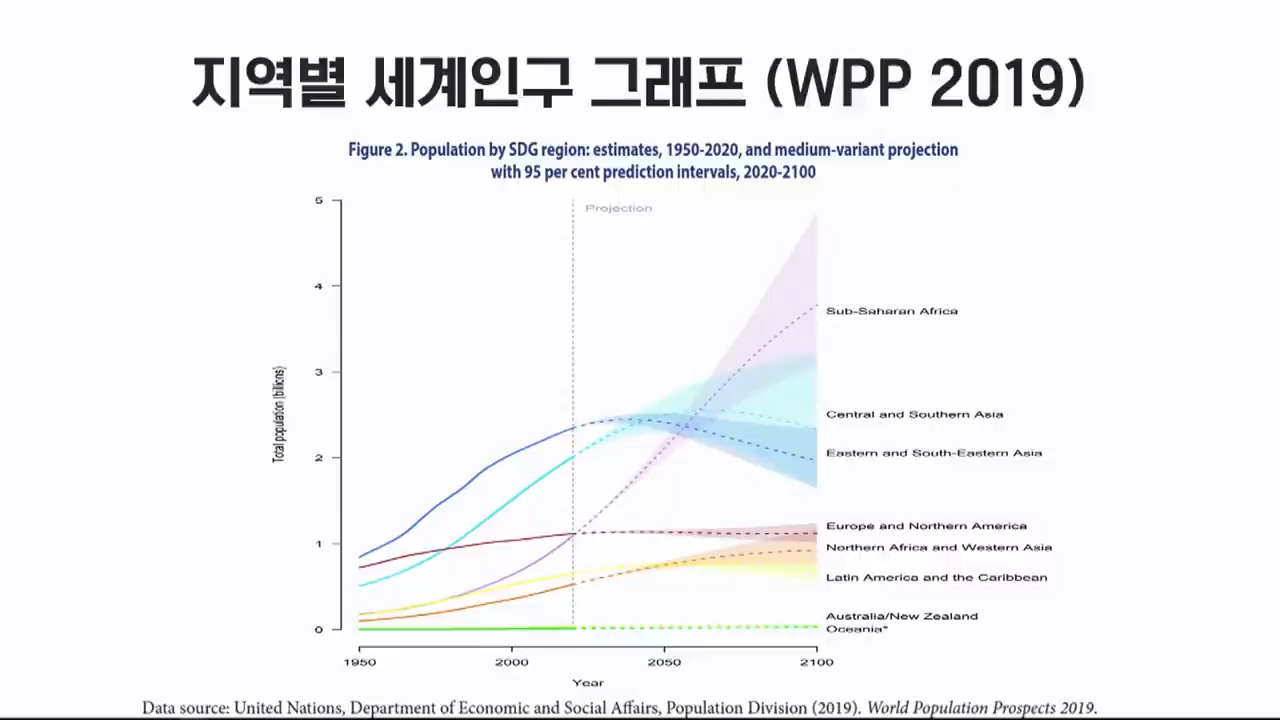 지역별 세계인구 그래프 (WPP 2019)
Figure 2. Population by SDG region: estimates, 1950-2020, and medium-variant projection
with 95 per cent prediction intervals, 2020-2100
Projection
5
4
3
2
1
0
Total population (billions)
Sub-Saharan Africa
Central and Southern Asia
Eastern and South-Eastern Asia
Europe and Northern America
Northern Africa and Western Asia
Latin America and the Caribbean
Australia/New Zealand
Oceania*
1950 2000 2050 2100
Year
Data source: United Nations, Department of Economic and Social Affairs, Population Division (2019). World Population Prospects 2019.